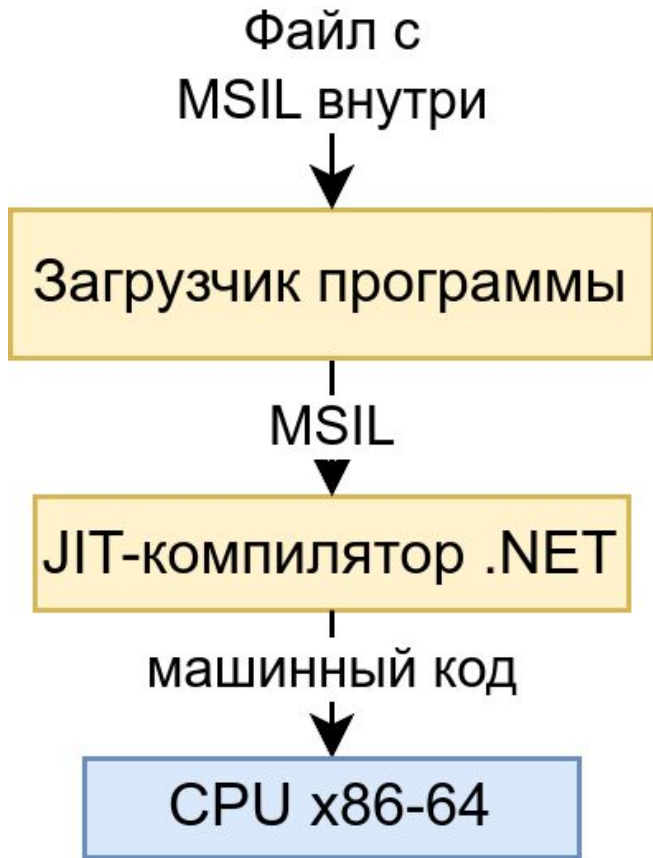 Файл с
MSIL внутри
Загрузчик программы
MSIL
JIT-компилятор .NET
машинный код
CPU x86-64